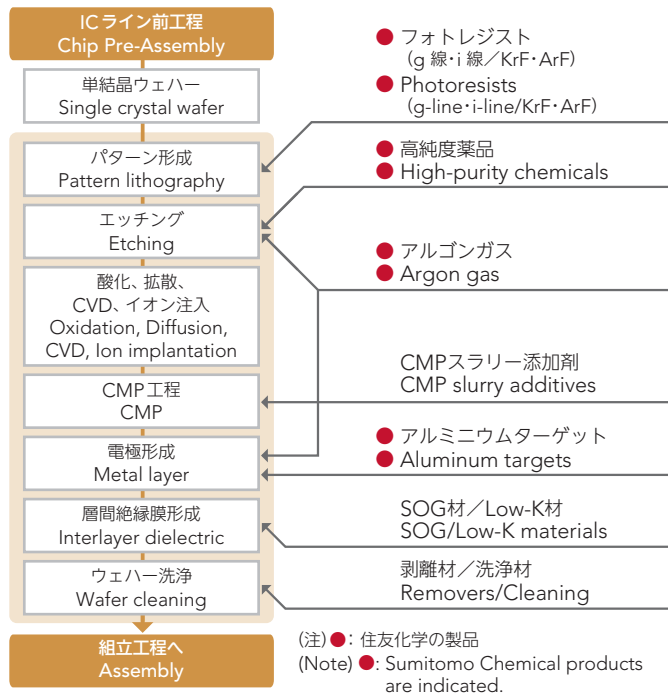 ICライン前工程
Chip Pre-Assembly
単結晶ウェハー
Single crystal wafer
パターン形成
Pattern lithography
エッチング
Etching
酸化、拡散、
CVD、イオン注入
Oxidation, Diffusion,
CVD, Ion implantation
CMP工程
CMP
電極形成
Metal layer
層間絶縁膜形成
Interlayer dielectric
ウェハー洗浄
Wafer cleaning
組立工程へ
Assembly
● フォトレジスト
(g 線・i 線／KrF・ArF)
● Photoresists
(g-line・i-line/KrF・ArF)
● 高純度薬品
● High-purity chemicals
● アルゴンガス
● Argon gas
CMPスラリー添加剤
CMP slurry additives
● アルミニウムターゲット
● Aluminum targets
SOG材／Low-K材
SOG/Low-K materials
剥離材／洗浄材
Removers/Cleaning
(注) ●：住友化学の製品
(Note) ●: Sumitomo Chemical products
are indicated.